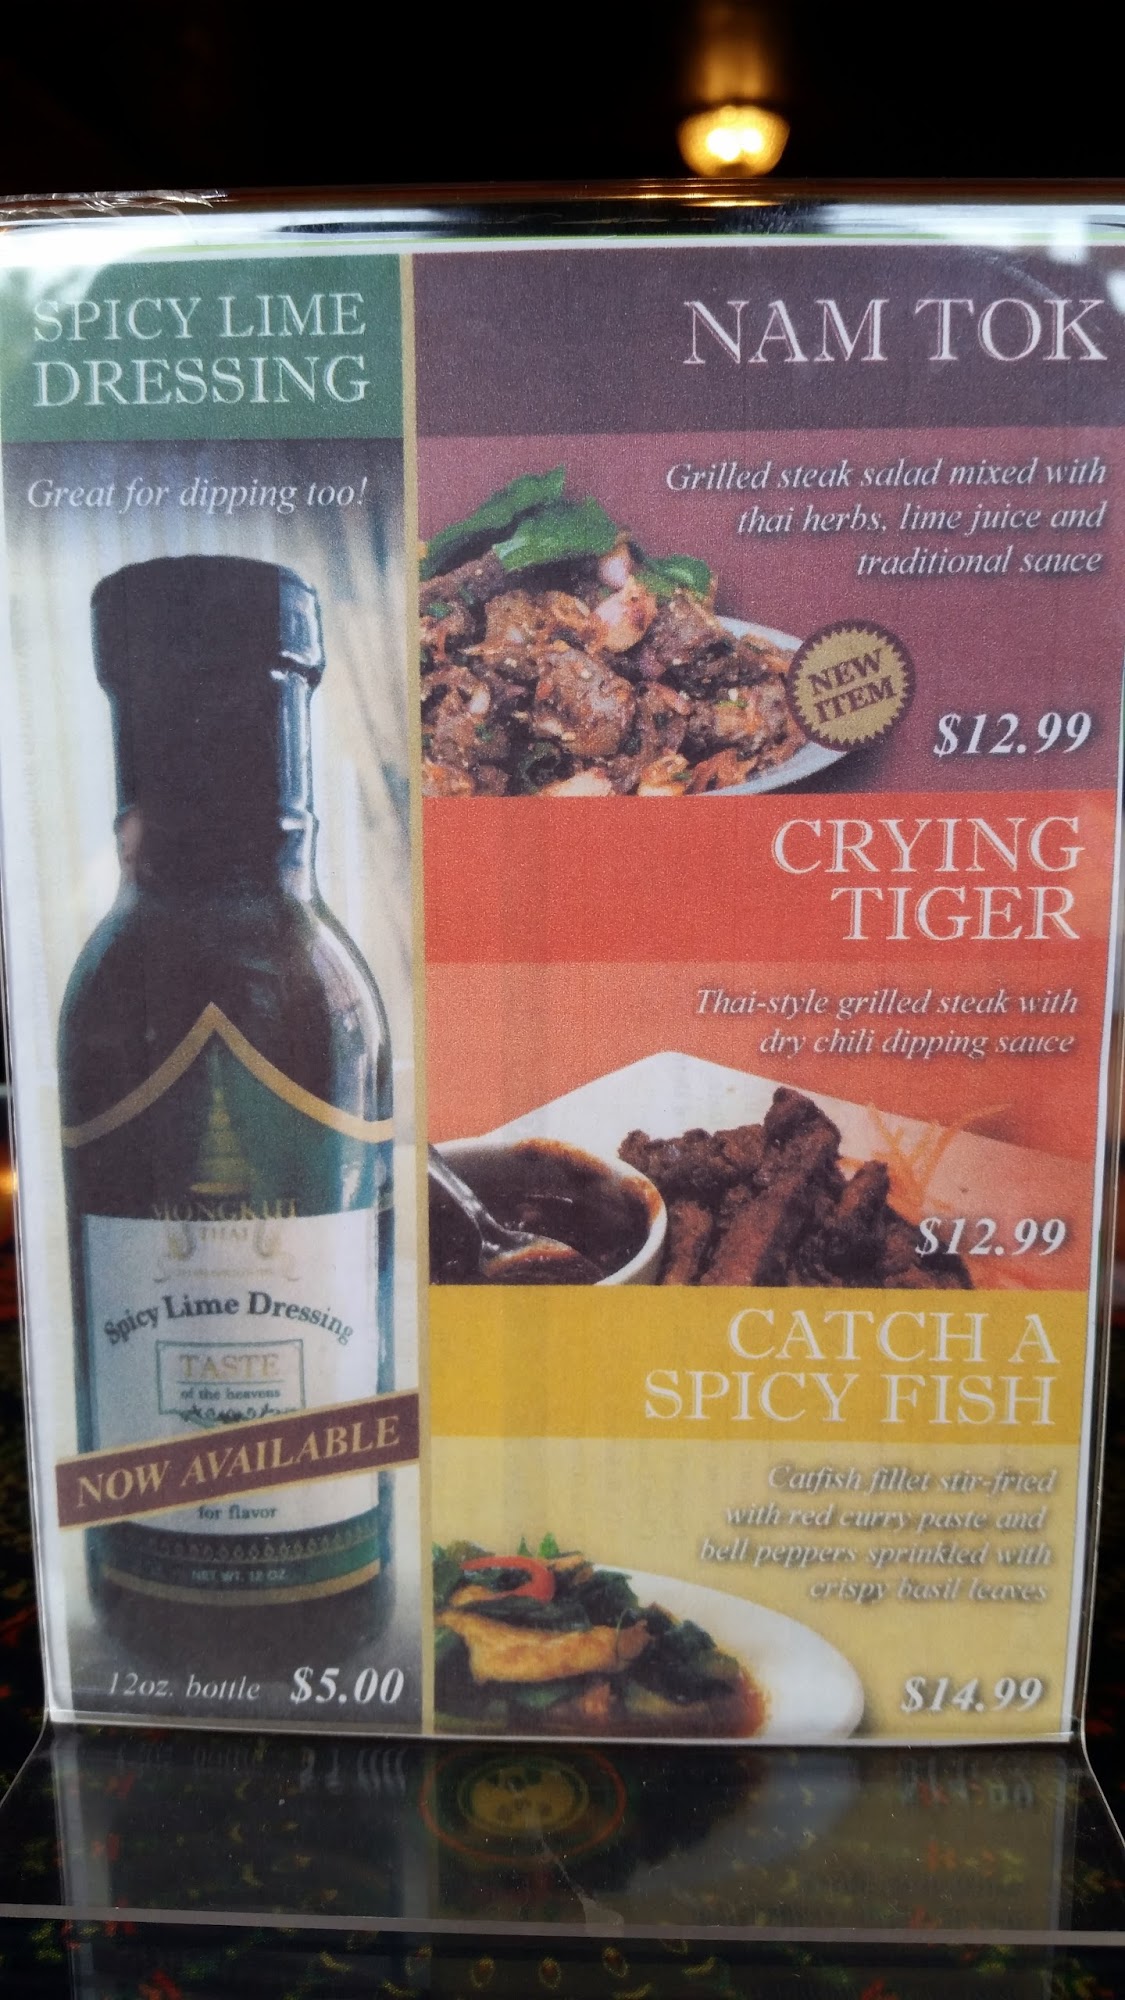 SPICY LIME
DRESSING
Great for dipping too!
MONGKUT
THAI
Spicy Lime Dressing
TASTE
of the heavens
NOW AVAILABLE
for flavor
NET WT. 12 OZ
12oz. bottle $5.00
NAM TOK
Grilled steak salad mixed with
thai herbs, lime juice and
traditional sauce
NEW
ITEM
$12.99
CRYING
TIGER
Thai-style grilled steak with
dry chili dipping sauce
$12.99
CATCH A
SPICY FISH
Catfish fillet stir-fried
with red curry paste and
bell peppers sprinkled with
crispy basil leaves
$14.99